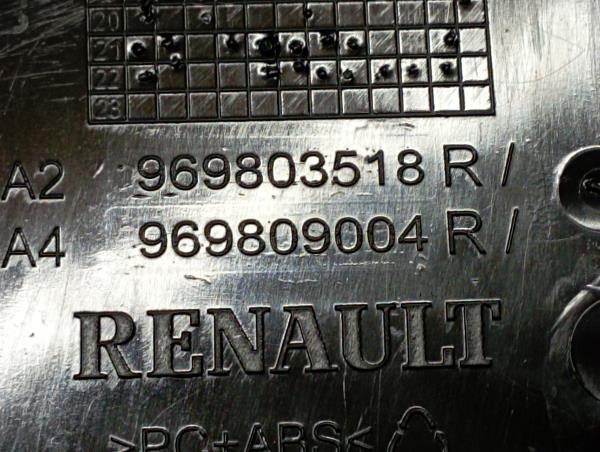 20
21
22
23
A2 969803518 R /
A4 969809004 R /
RENAULT
>PC+ABS<